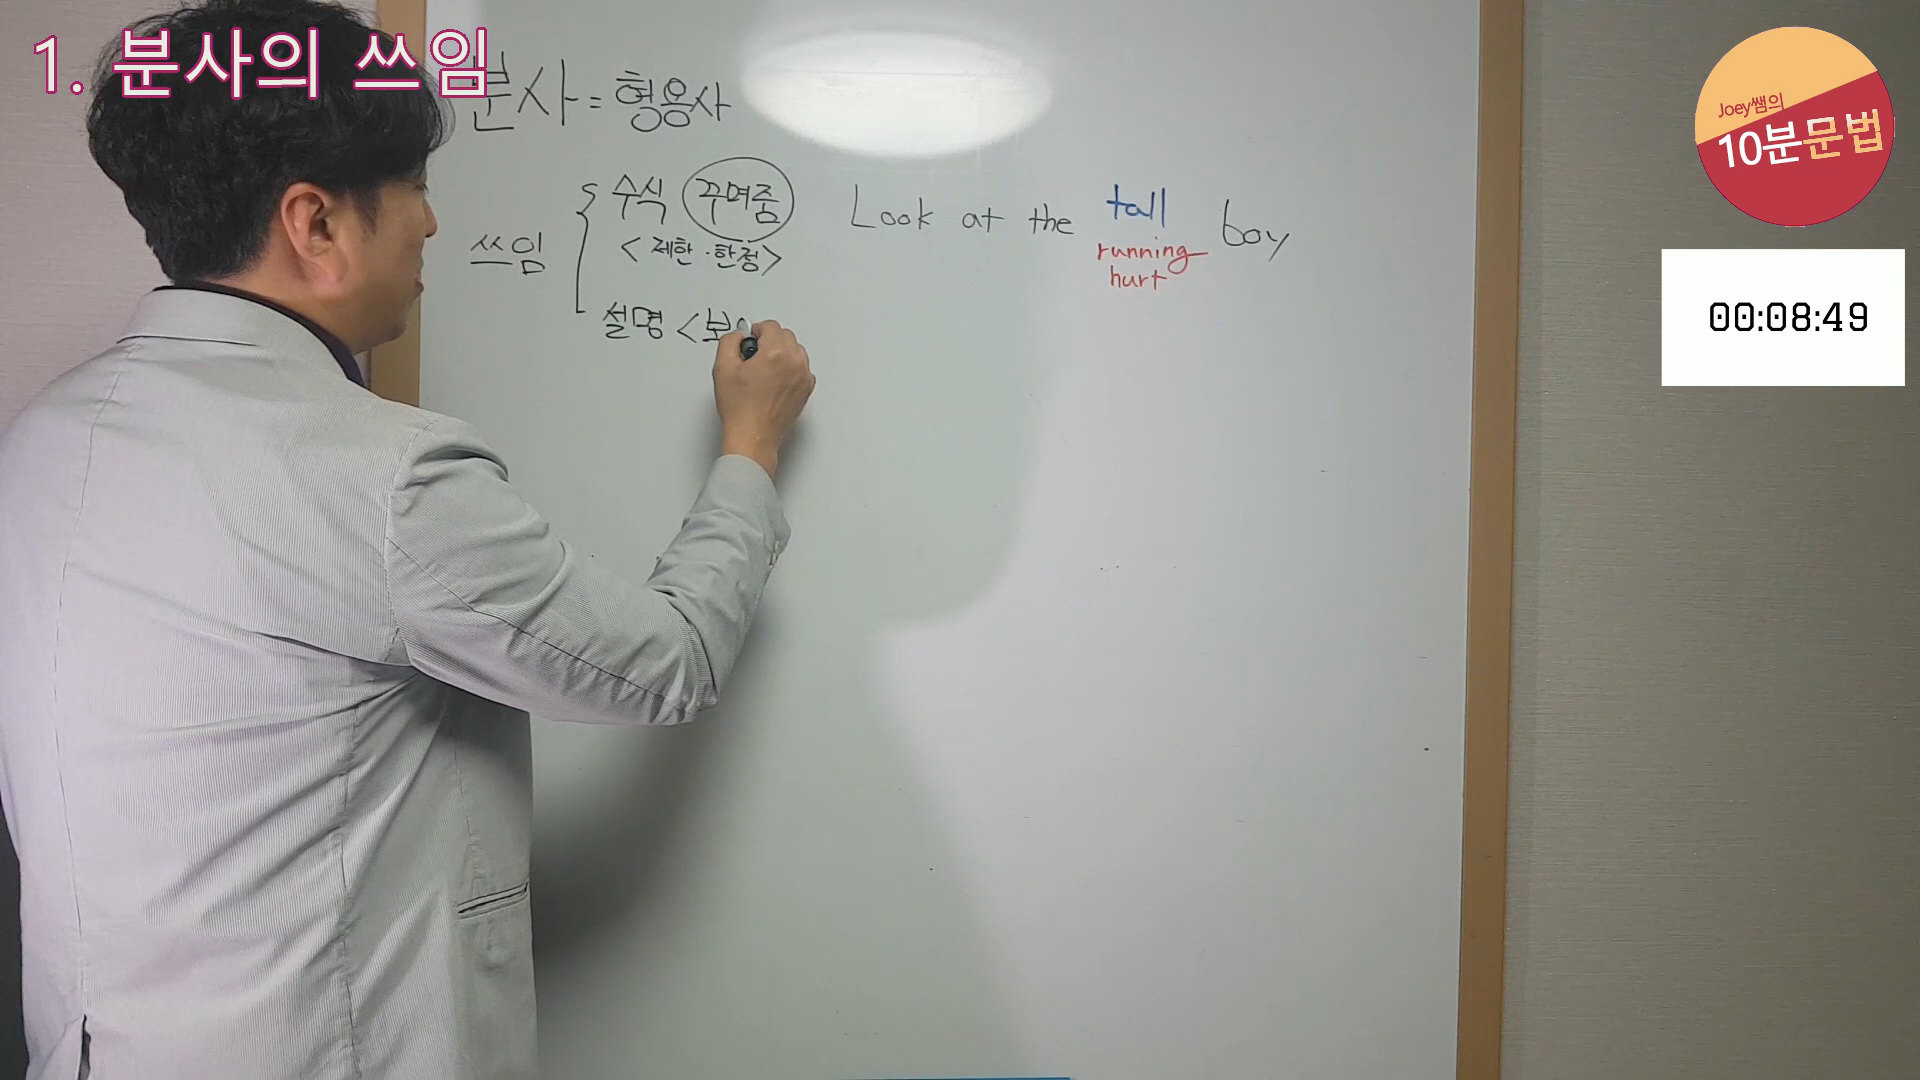 1. 분사의 쓰임
분사 = 형용사
수식 꾸며줌
<제한·한정>
쓰임
설명 <보
Look at the tall boy
running
hurt
Joey쌤의
10분문법
00:08:49